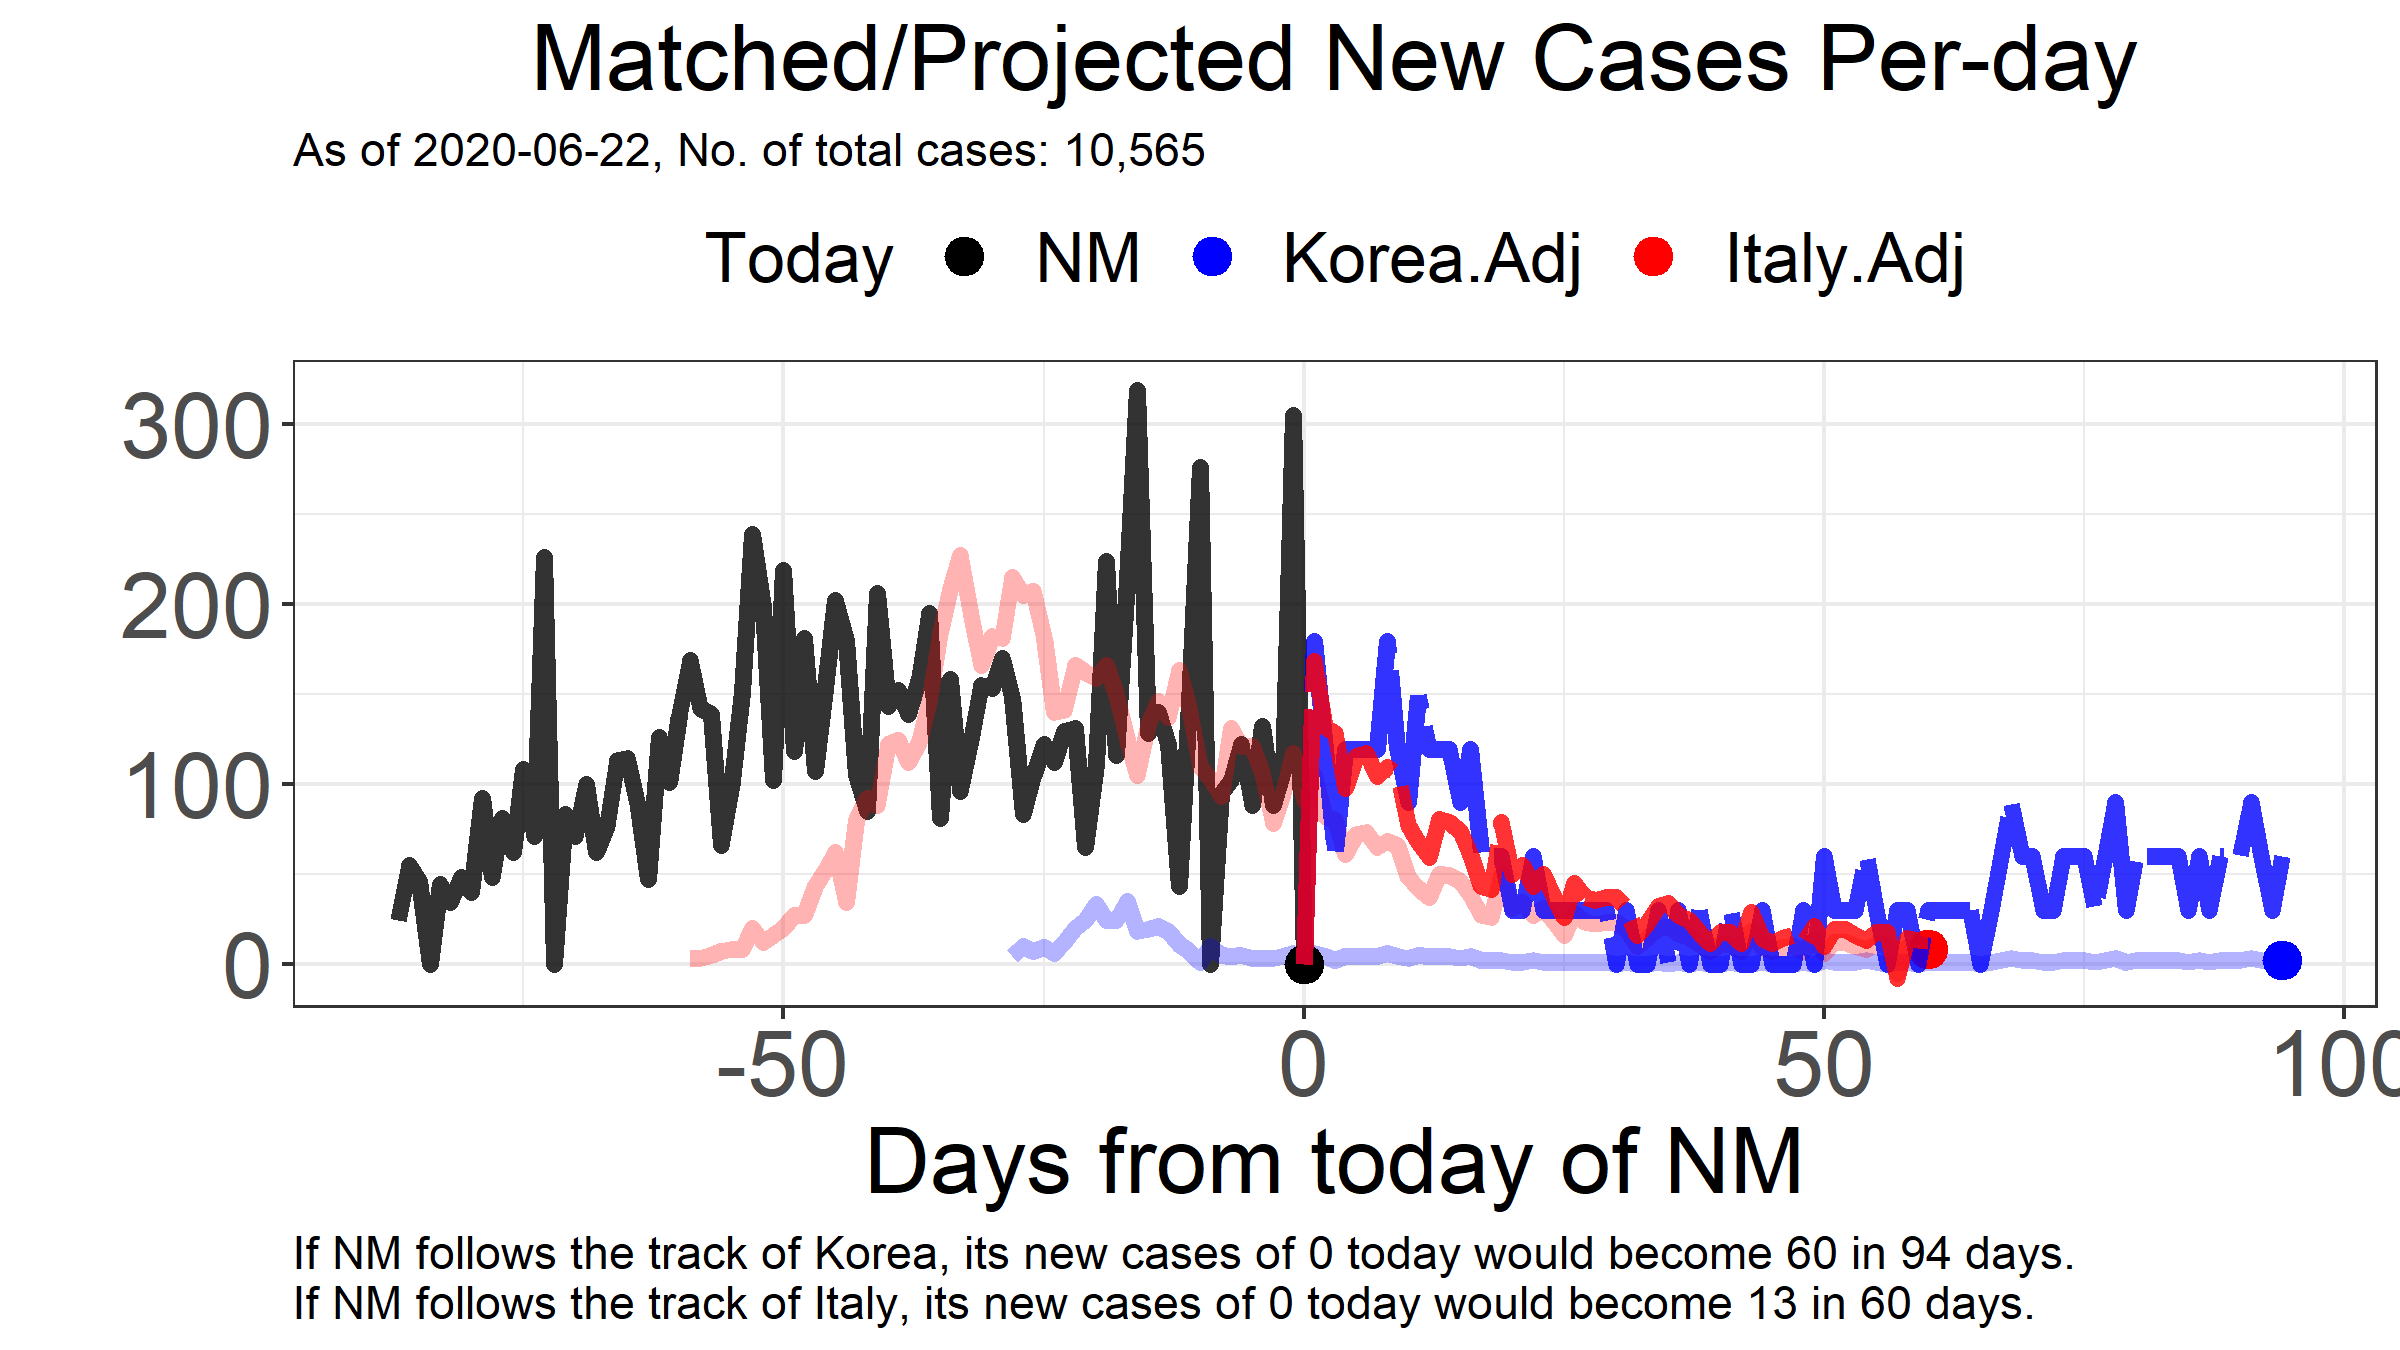 Matched/Projected New Cases Per-day
As of 2020-06-22, No. of total cases: 10,565
Today NM Korea.Adj Italy.Adj
300
200
100
0
-50 0 50 100
Days from today of NM
If NM follows the track of Korea, its new cases of 0 today would become 60 in 94 days.
If NM follows the track of Italy, its new cases of 0 today would become 13 in 60 days.